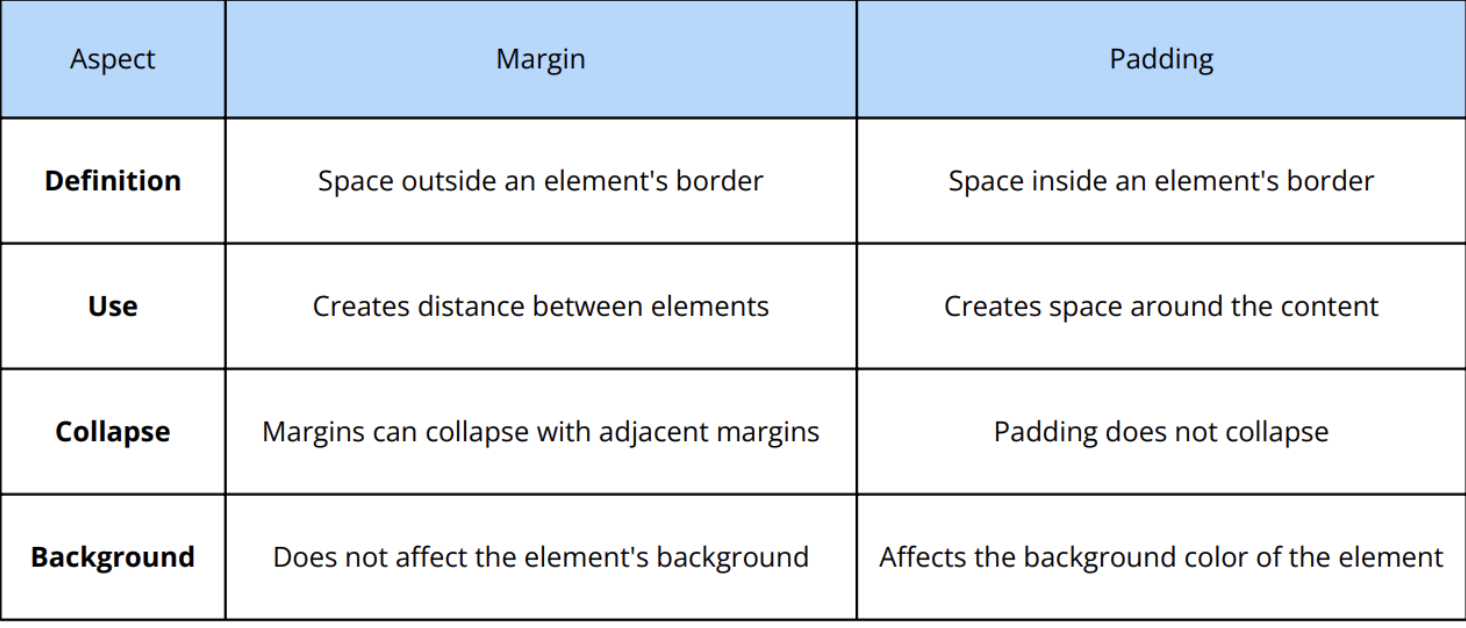 Aspect Margin Padding
Definition Space outside an element's border Space inside an element's border
Use Creates distance between elements Creates space around the content
Collapse Margins can collapse with adjacent margins Padding does not collapse
Background Does not affect the element's background Affects the background color of the element